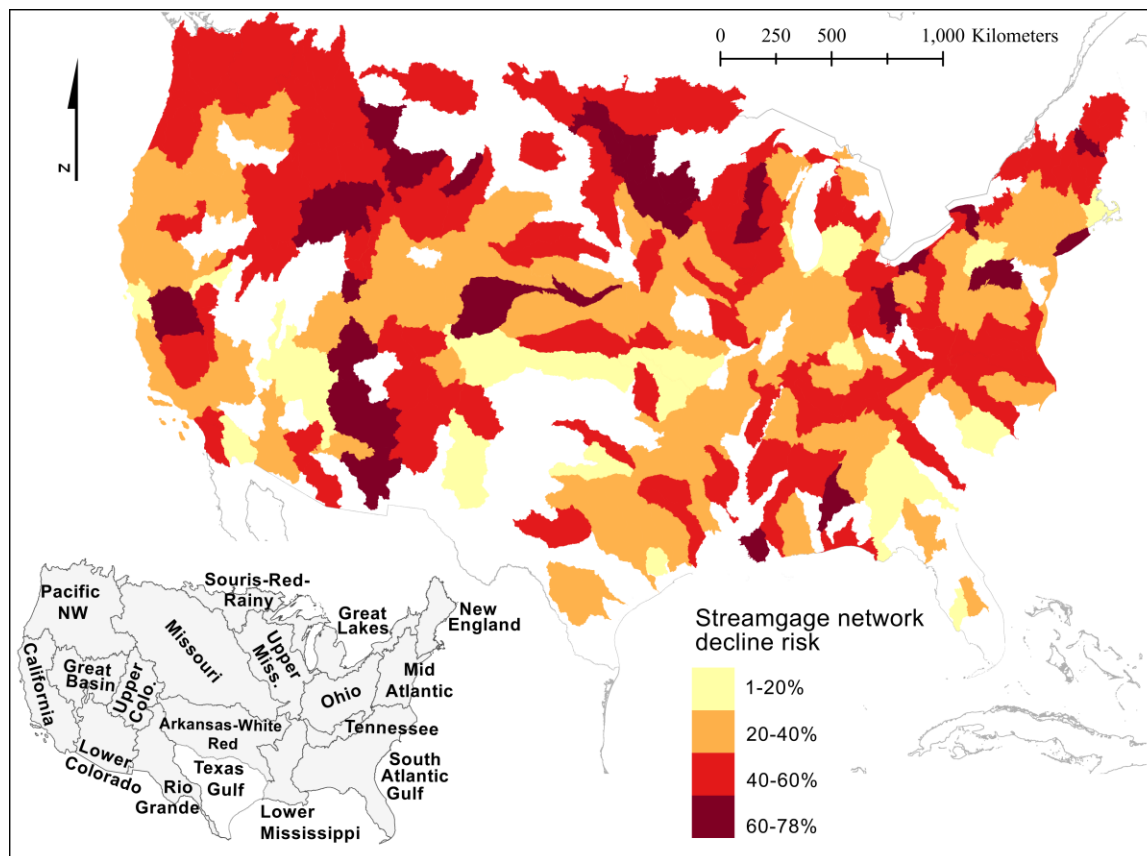 0 250 500 1,000 Kilometers
N
Streamgage network
decline risk
1-20%
20-40%
40-60%
60-78%
Pacific
NW
Souris-Red-
Rainy
Great
Lakes
New
England
Missouri
Upper
Miss.
California
Great
Basin
Upper
Colo.
Ohio
Mid
Atlantic
Arkansas-White
Red
Tennessee
Lower
Colorado
Rio
Grande
Texas
Gulf
South
Atlantic
Gulf
Lower
Mississippi